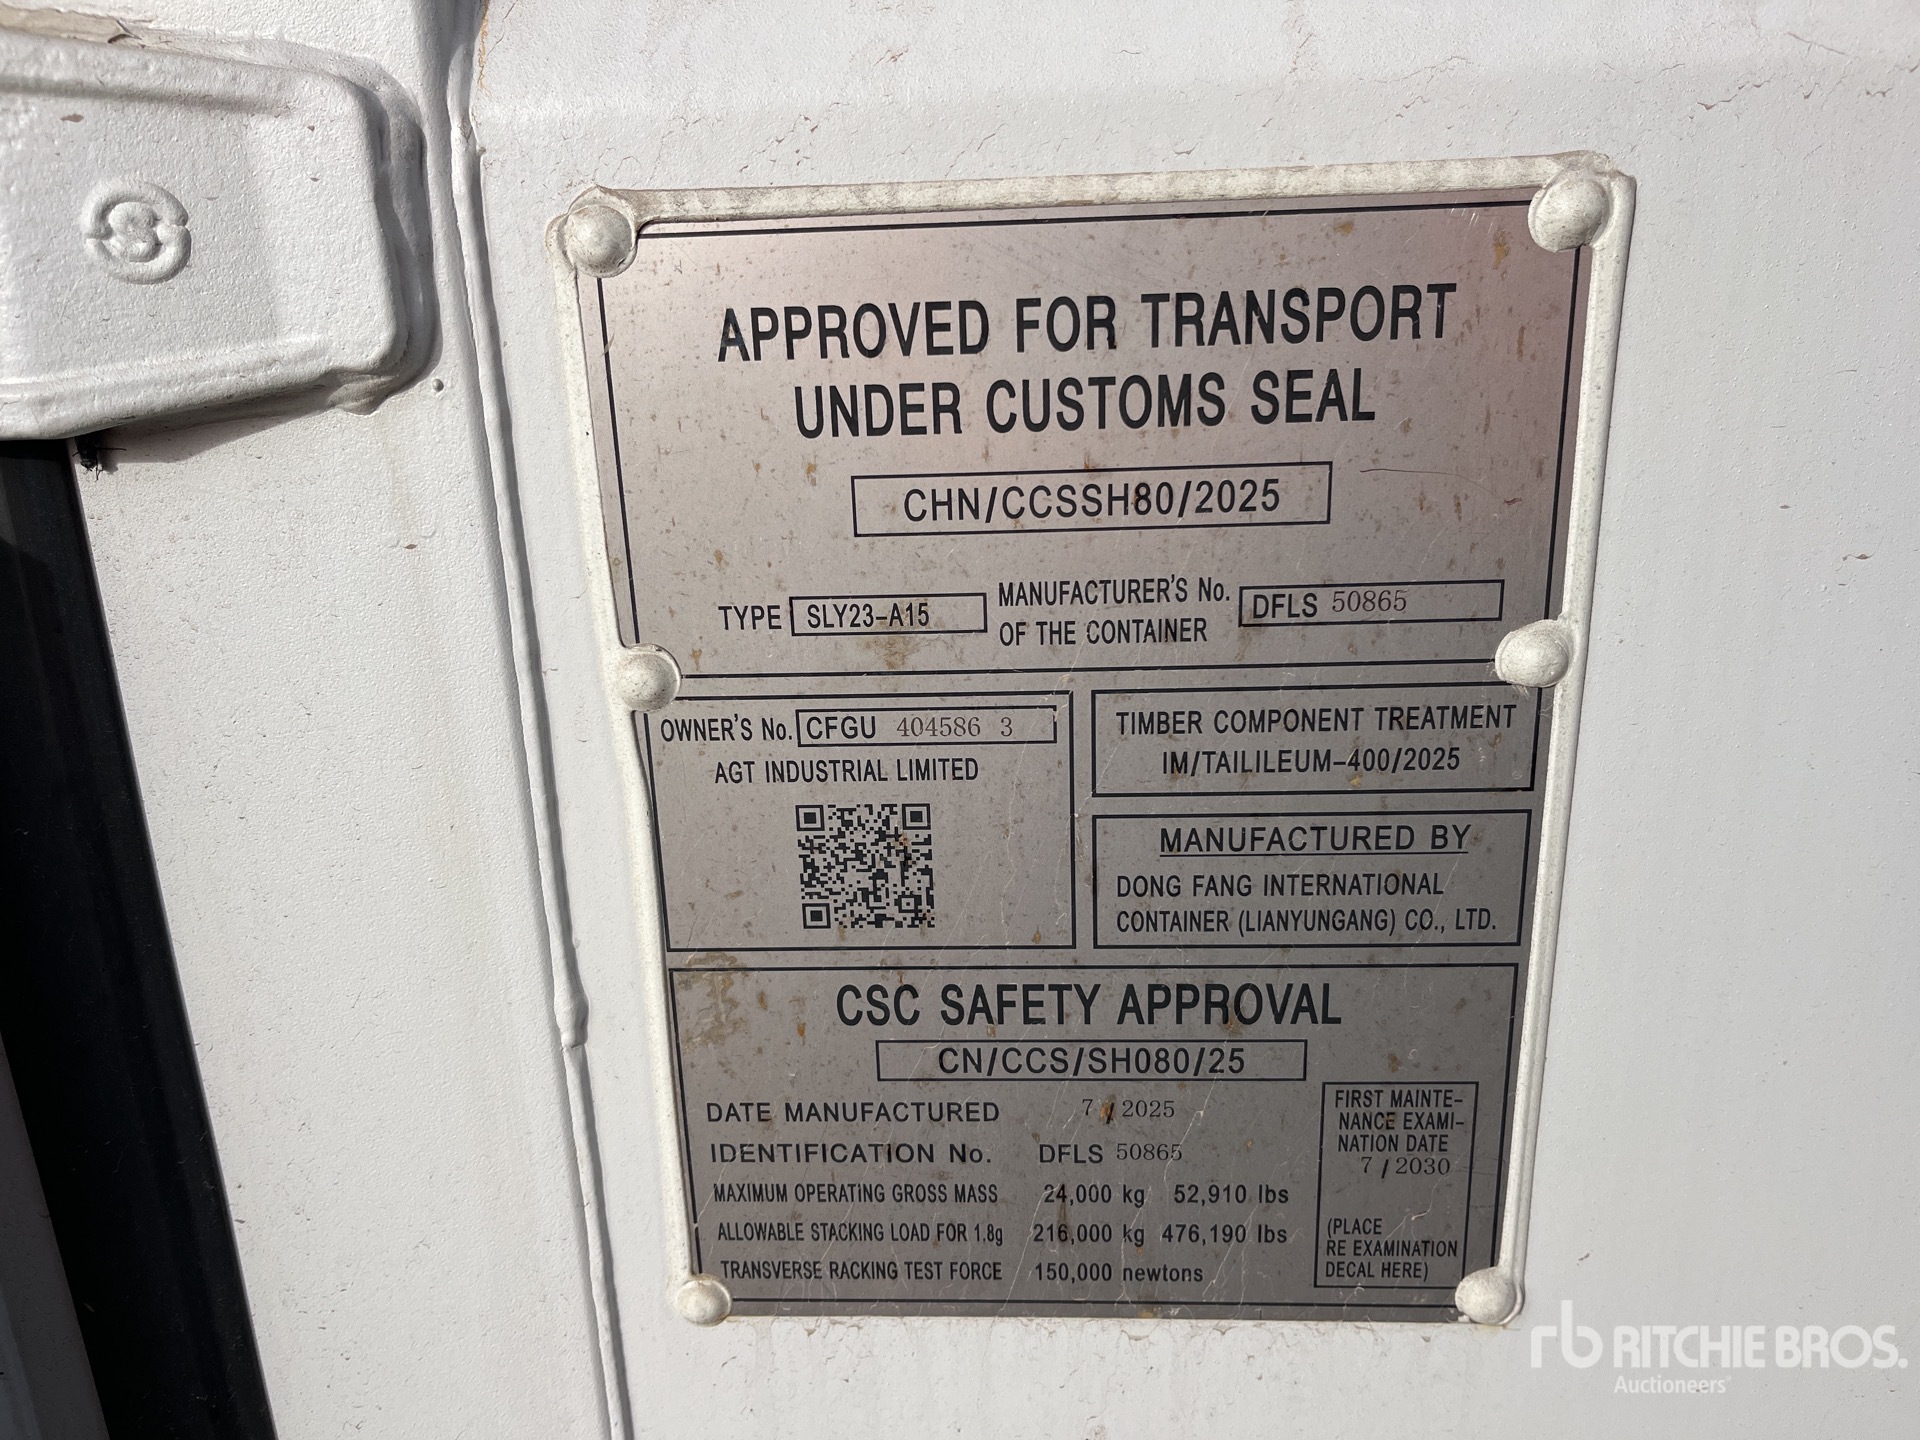 APPROVED FOR TRANSPORT
UNDER CUSTOMS SEAL
CHN/CCSSH80/2025
TYPE SLY23-A15
MANUFACTURER'S No.
OF THE CONTAINER
DFLS 50865
OWNER'S No. CFGU 404586 3
AGT INDUSTRIAL LIMITED
TIMBER COMPONENT TREATMENT
IM/TAILILEUM-400/2025
MANUFACTURED BY
DONG FANG INTERNATIONAL
CONTAINER (LIANYUNGANG) CO., LTD.
CSC SAFETY APPROVAL
CN/CCS/SH080/25
DATE MANUFACTURED 7 / 2025
IDENTIFICATION No. DFLS 50865
MAXIMUM OPERATING GROSS MASS 24,000 kg 52,910 lbs
ALLOWABLE STACKING LOAD FOR 1.8g 216,000 kg 476,190 lbs
TRANSVERSE RACKING TEST FORCE 150,000 newtons
FIRST MAINTE-
NANCE EXAMI-
NATION DATE
7 / 2030
(PLACE
RE EXAMINATION
DECAL HERE)
rb RITCHIE BROS.
Auctioneers